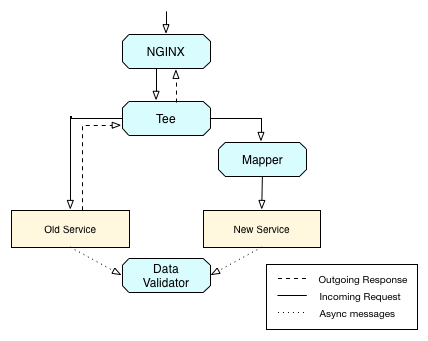 NGINX
Tee
Mapper
Old Service
New Service
Data
Validator
Outgoing Response
Incoming Request
Async messages